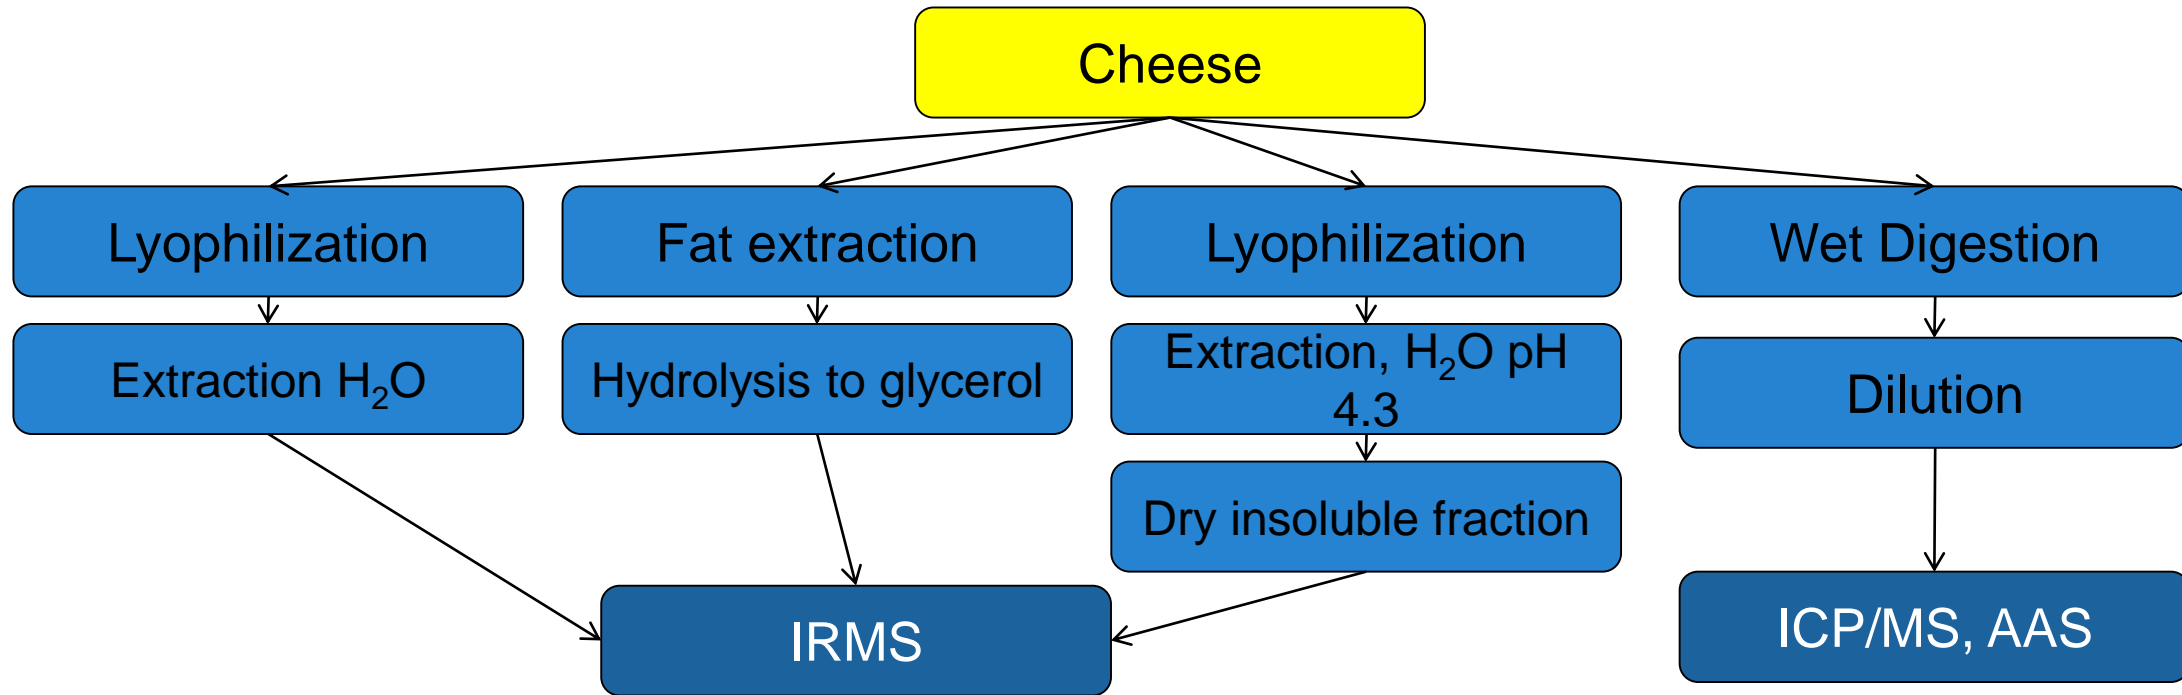 Cheese
Lyophilization
Fat extraction
Lyophilization
Wet Digestion
Extraction H₂O
Hydrolysis to glycerol
Extraction, H₂O pH
4.3
Dilution
Dry insoluble fraction
IRMS
ICP/MS, AAS